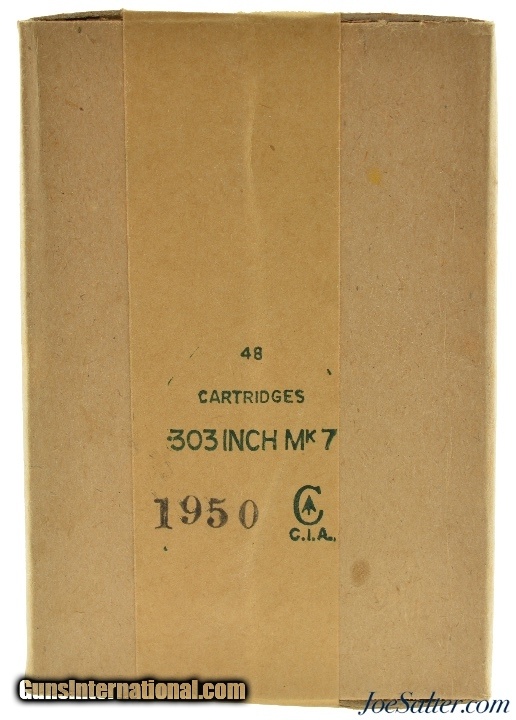 48
CARTRIDGES
.303 INCH MK 7
1950 C
C.I.A.
GunsInternational.com
JoeSalter.com